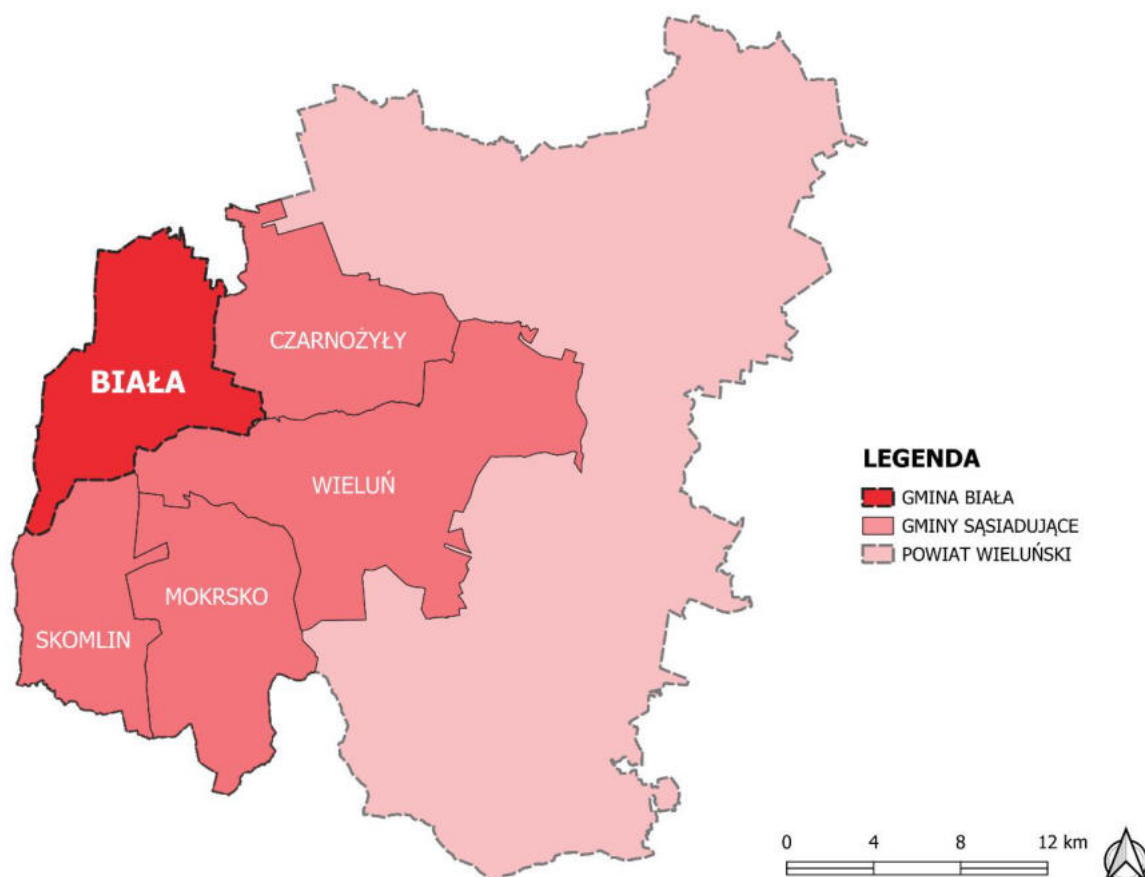 CZARNOŻYŁY
BIAŁA
WIELUŃ
MOKRSKO
SKOMLIN
LEGENDA
GMINA BIAŁA
GMINY SĄSIADUJĄCE
POWIAT WIELUŃSKI
0 4 8 12 km